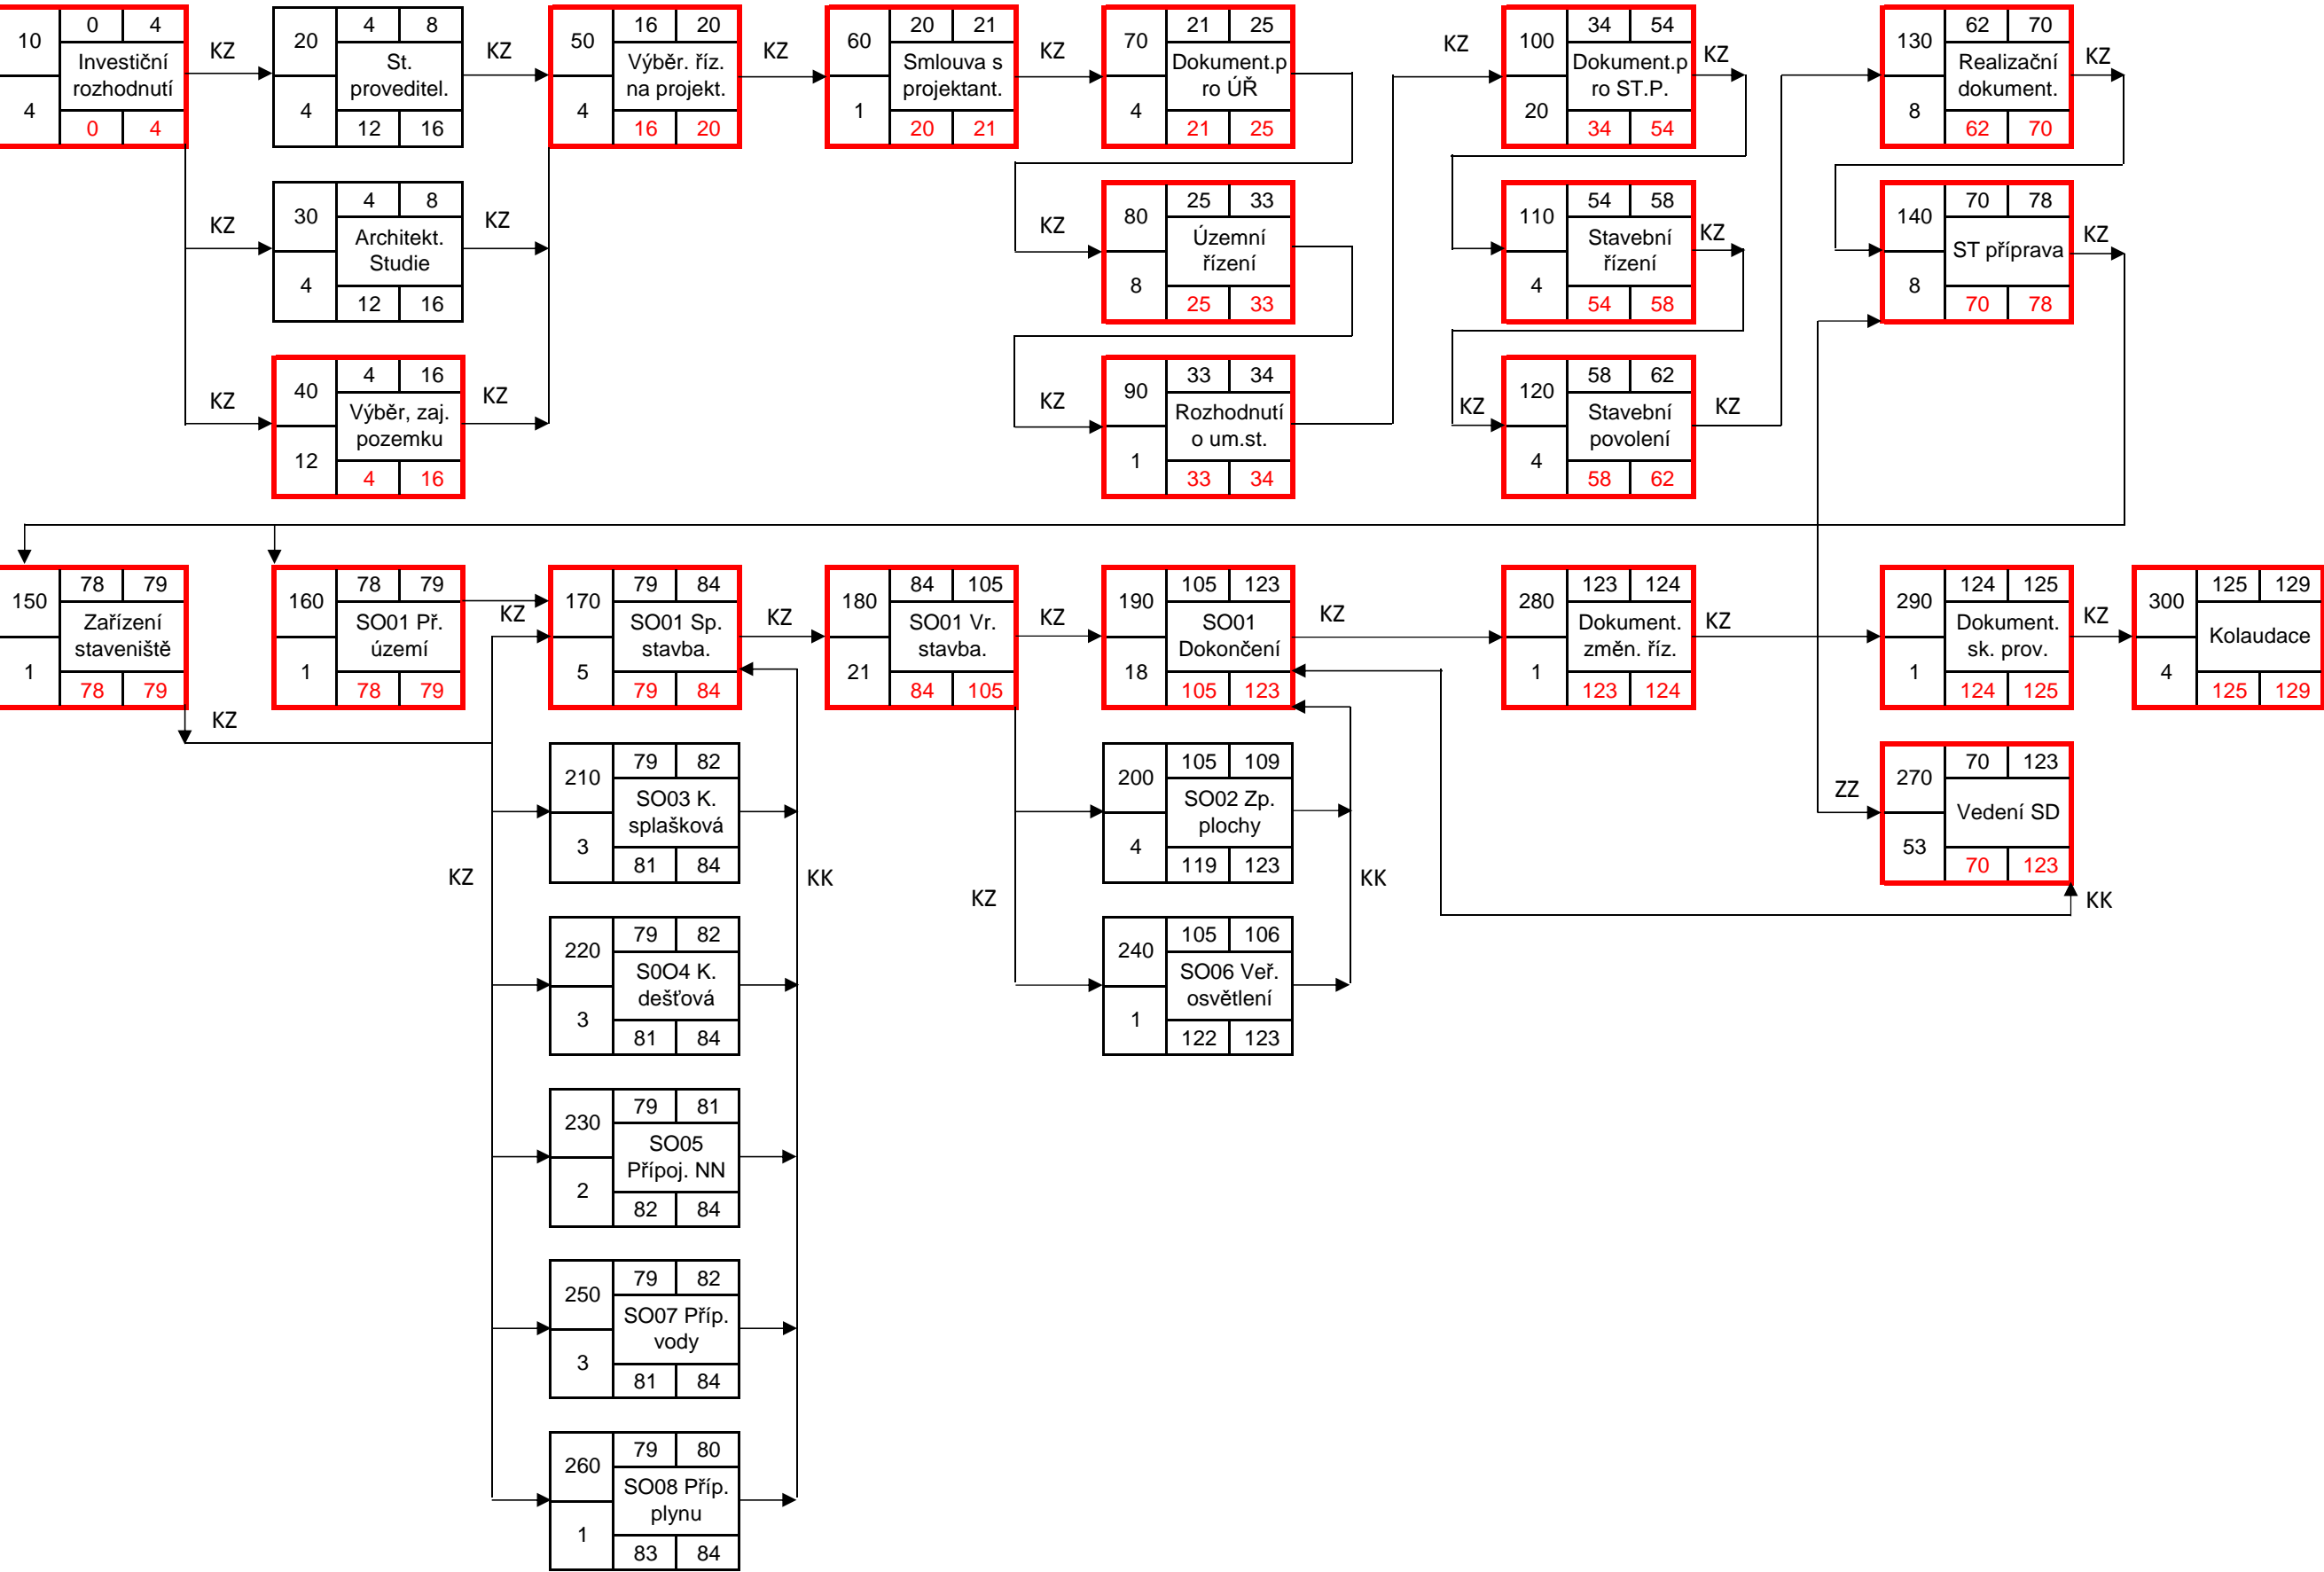 10
0 4
Investiční
rozhodnutí
4
0 4
KZ
20
4 8
St.
proveditel.
4
12 16
KZ
50
16 20
Výběr. říz.
na projekt.
4
16 20
KZ
60
20 21
Smlouva s
projektant.
1
20 21
KZ
70
21 25
Dokument.p
ro ÚŘ
4
21 25
KZ
100
34 54
Dokument.p
ro ST.P.
20
34 54
KZ
130
62 70
Realizační
dokument.
8
62 70
KZ
KZ
30
4 8
Architekt.
Studie
4
12 16
KZ
KZ
80
25 33
Územní
řízení
8
25 33
110
54 58
Stavební
řízení
4
54 58
KZ
140
70 78
ST příprava
8
70 78
KZ
KZ
40
4 16
Výběr, zaj.
pozemku
12
4 16
KZ
KZ
90
33 34
Rozhodnutí
o um.st.
1
33 34
KZ
120
58 62
Stavební
povolení
4
58 62
KZ
150
78 79
Zařízení
staveniště
1
78 79
KZ
160
78 79
SO01 Př.
území
1
78 79
KZ
170
79 84
SO01 Sp.
stavba.
5
79 84
KZ
180
84 105
SO01 Vr.
stavba.
21
84 105
KZ
190
105 123
SO01
Dokončení
18
105 123
KZ
280
123 124
Dokument.
změn. říz.
1
123 124
KZ
290
124 125
Dokument.
sk. prov.
1
124 125
KZ
300
125 129
Kolaudace
4
125 129
210
79 82
SO03 K.
splašková
3
81 84
KZ
KK
200
105 109
SO02 Zp.
plochy
4
119 123
KZ
KK
ZZ
270
70 123
Vedení SD
53
70 123
KK
220
79 82
S0O4 K.
dešťová
3
81 84
240
105 106
SO06 Veř.
osvětlení
1
122 123
230
79 81
SO05
Přípoj. NN
2
82 84
250
79 82
SO07 Příp.
vody
3
81 84
260
79 80
SO08 Příp.
plynu
1
83 84